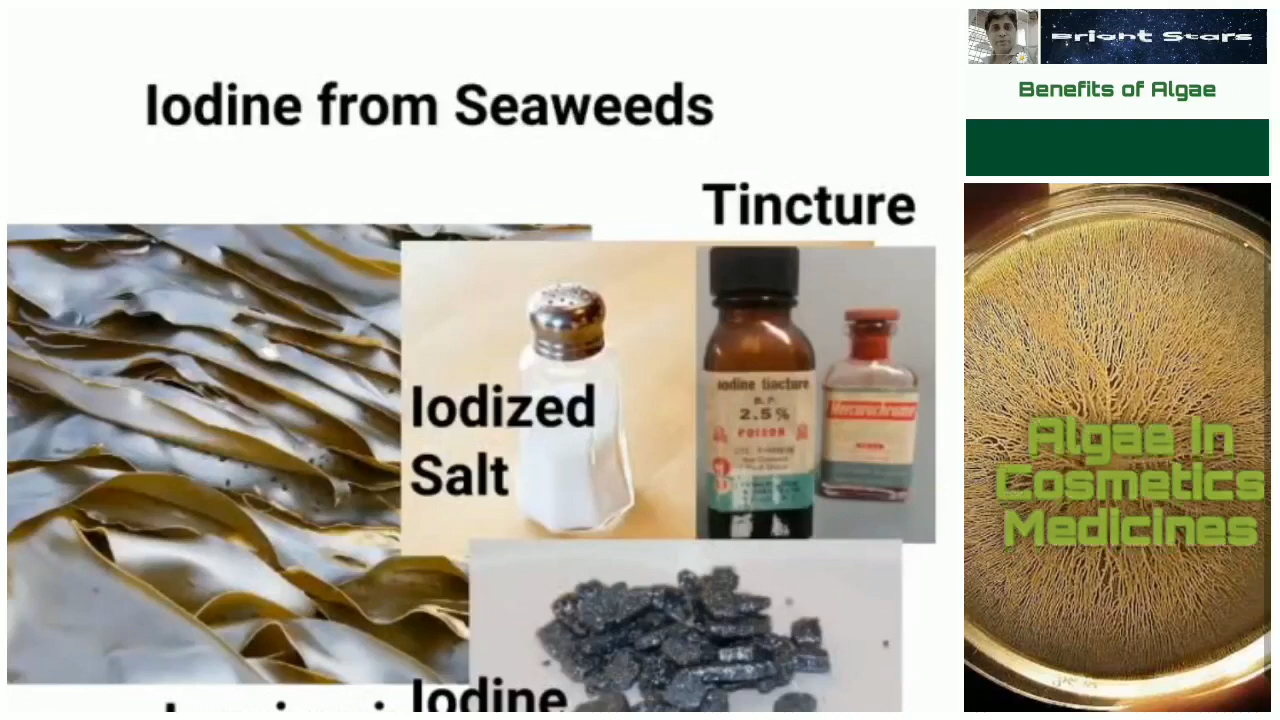 Bright Stars
Benefits of Algae
Iodine from Seaweeds
Tincture
Iodized
Salt
iodine tincture
B.P.
2.5%
POISON
Mercurochrome
Algae In
Cosmetics
Medicines
Iodine